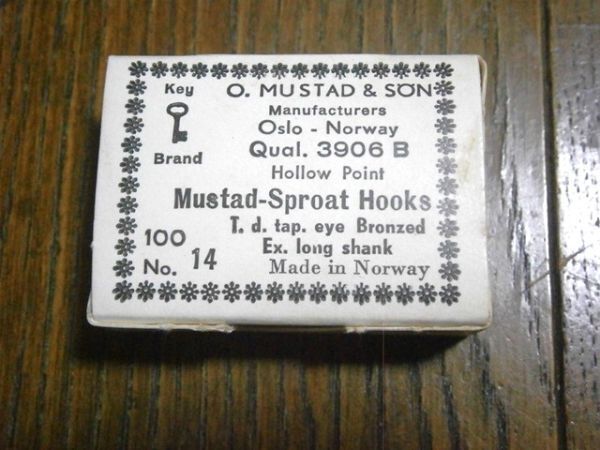 Key O. MUSTAD & SÖN
Manufacturers
Oslo - Norway
Brand Qual. 3906 B
Hollow Point
Mustad-Sproat Hooks
T. d. tap. eye Bronzed
100 Ex. long shank
No. 14 Made in Norway